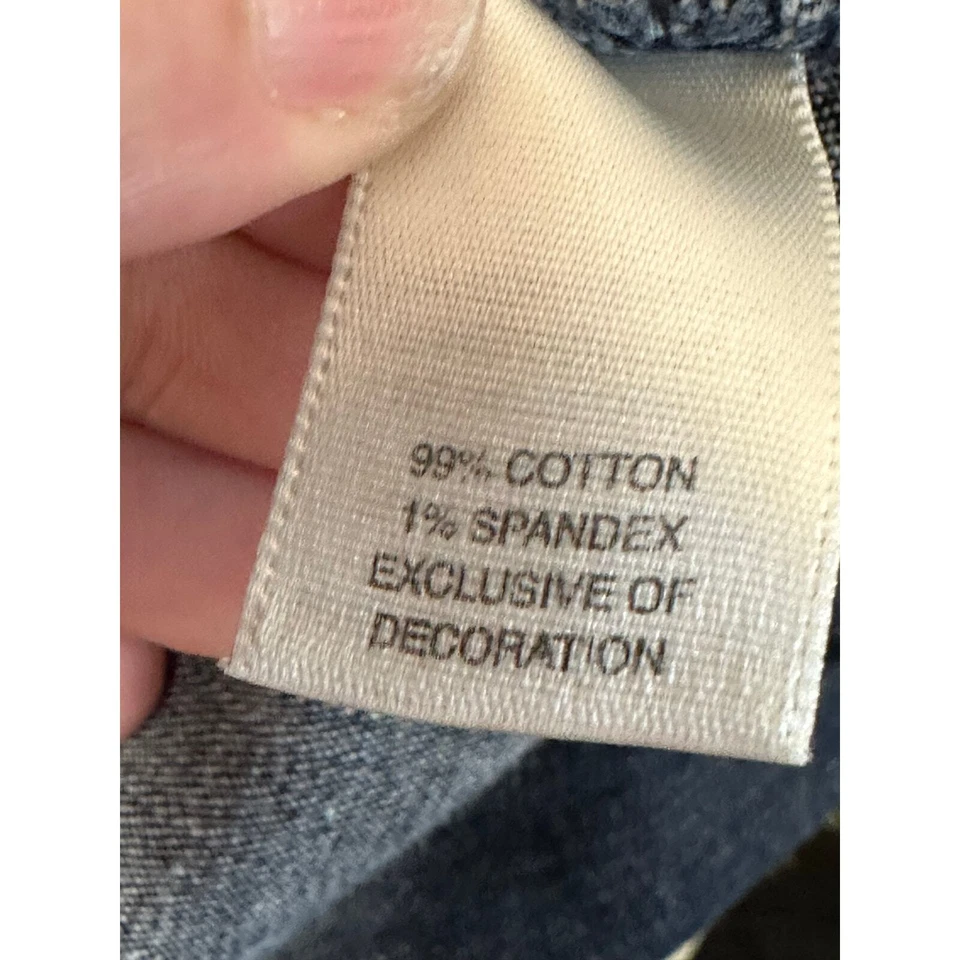 99% COTTON
1% SPANDEX
EXCLUSIVE OF
DECORATION